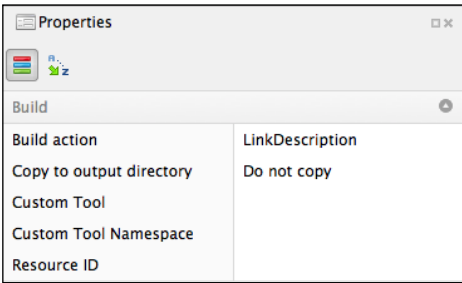 Properties
A
Z
Build
Build action LinkDescription
Copy to output directory Do not copy
Custom Tool
Custom Tool Namespace
Resource ID